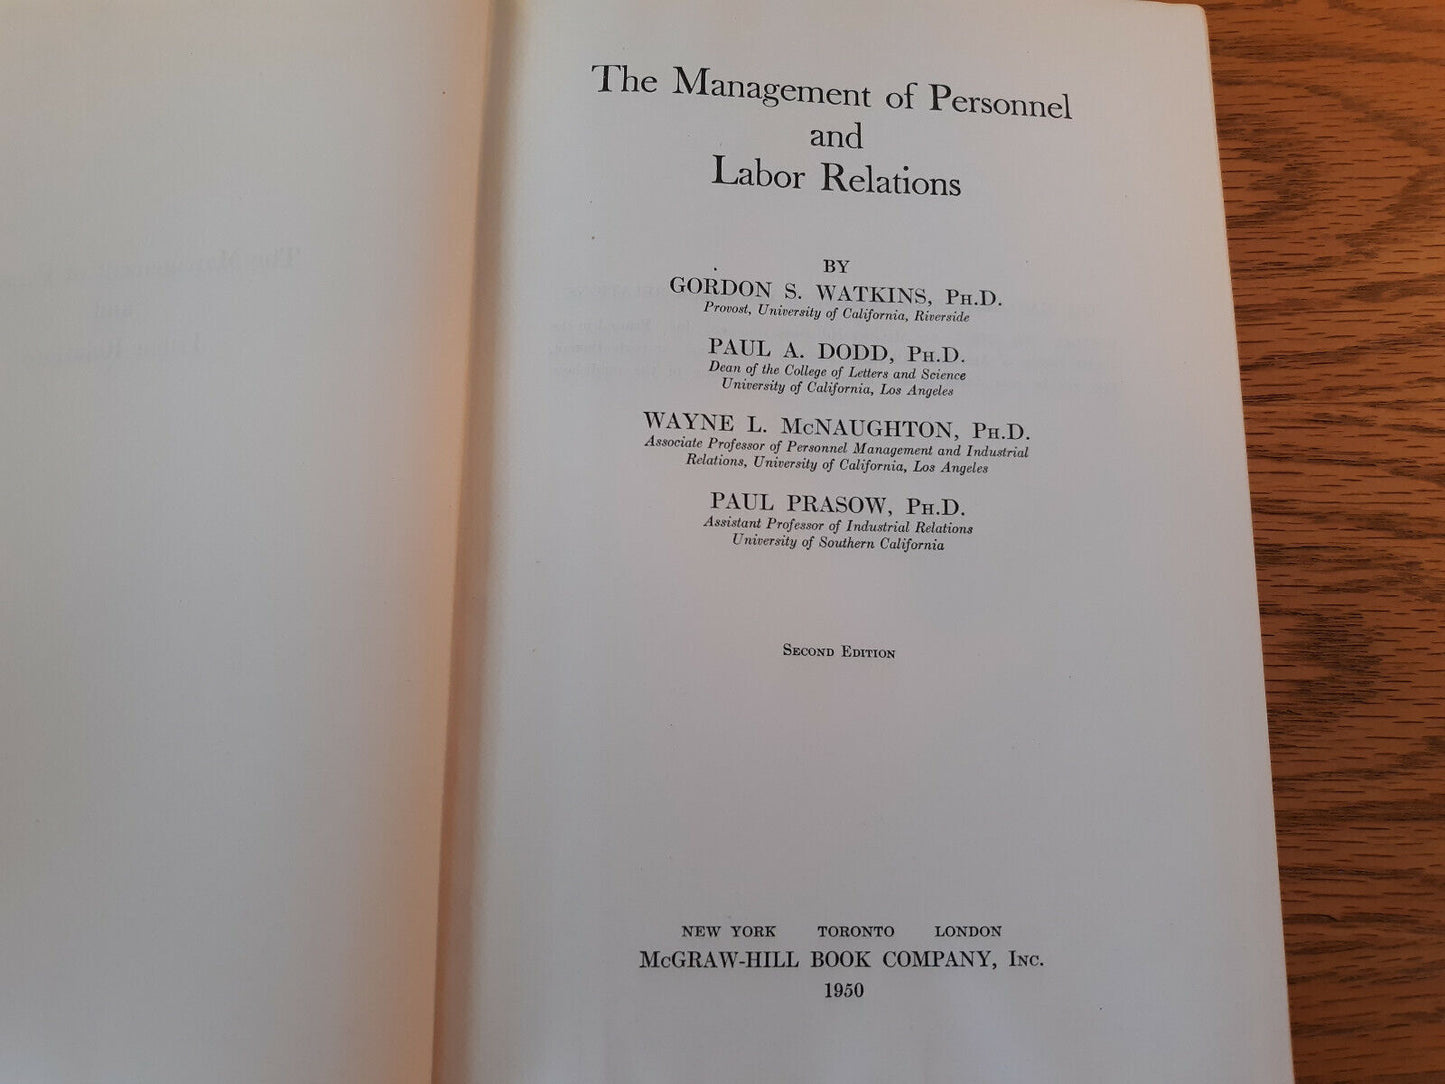 The Management of Personnel
and
Labor Relations
BY
GORDON S. WATKINS, PH.D.
Provost, University of California, Riverside
PAUL A. DODD, PH.D.
Dean of the College of Letters and Science
University of California, Los Angeles
WAYNE L. McNAUGHTON, PH.D.
Associate Professor of Personnel Management and Industrial
Relations, University of California, Los Angeles
PAUL PRASOW, PH.D.
Assistant Professor of Industrial Relations
University of Southern California
SECOND EDITION
NEW YORK TORONTO LONDON
McGRAW-HILL BOOK COMPANY, INC.
1950